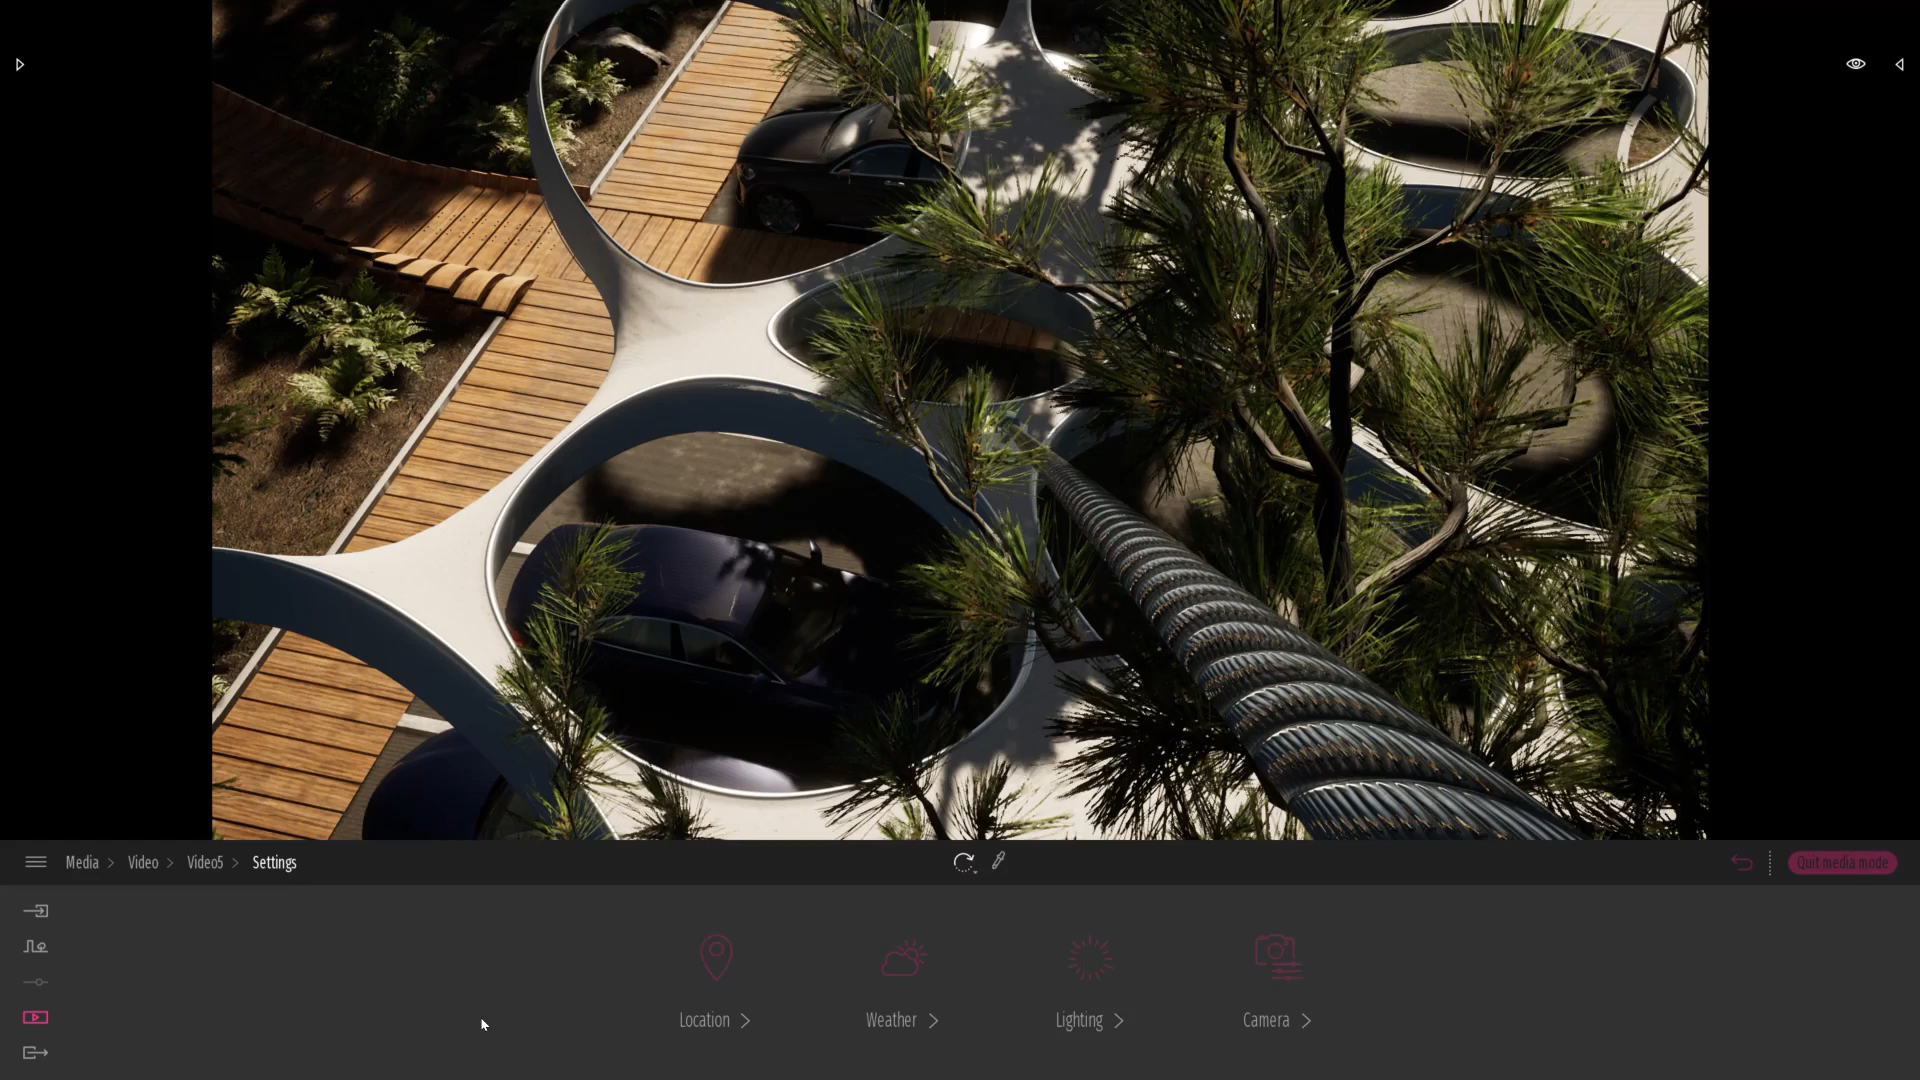 Media > Video > Video5 > Settings
Quit media mode
Location >
Weather >
Lighting >
Camera >